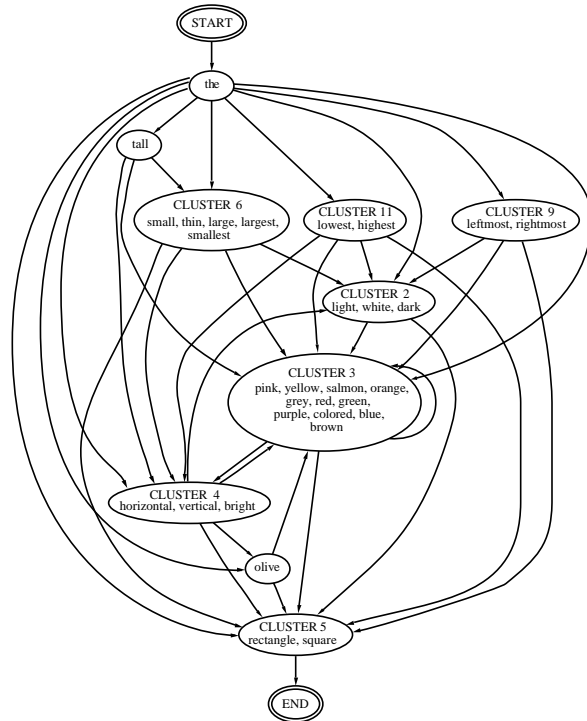 START
the
tall
CLUSTER 6
small, thin, large, largest,
smallest
CLUSTER 11
lowest, highest
CLUSTER 9
leftmost, rightmost
CLUSTER 2
light, white, dark
CLUSTER 3
pink, yellow, salmon, orange,
grey, red, green,
purple, colored, blue,
brown
CLUSTER 4
horizontal, vertical, bright
olive
CLUSTER 5
rectangle, square
END